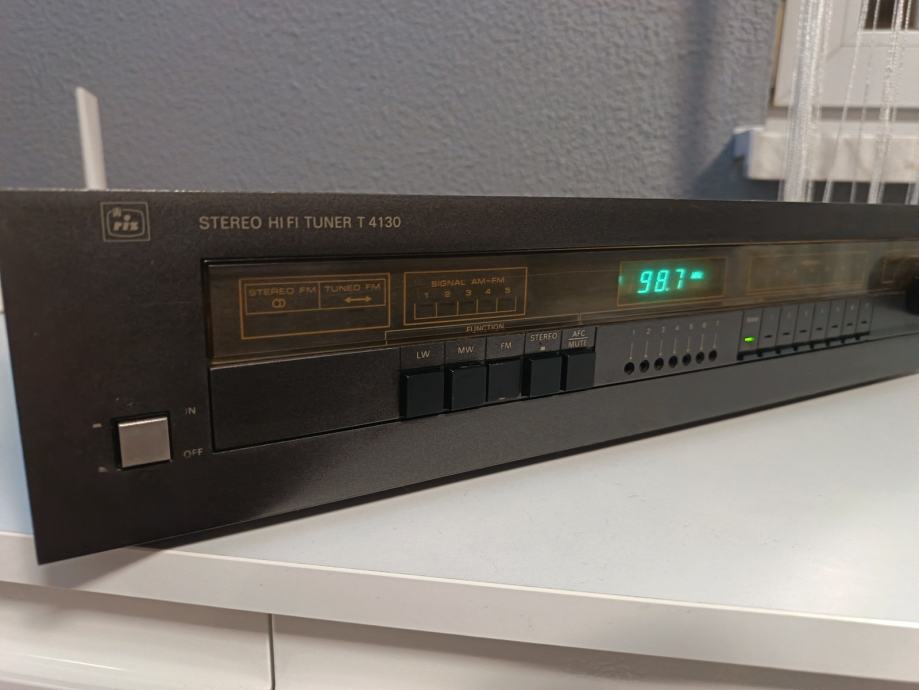 riz
STEREO HI FI TUNER T 4130
STEREO FM
TUNED FM
SIGNAL AM-FM
1 2 3 4 5
98.7
FUNCTION
LW
MW
FM
STEREO
AFC
MUTE
1 2 3 4 5 6 7
ON
OFF